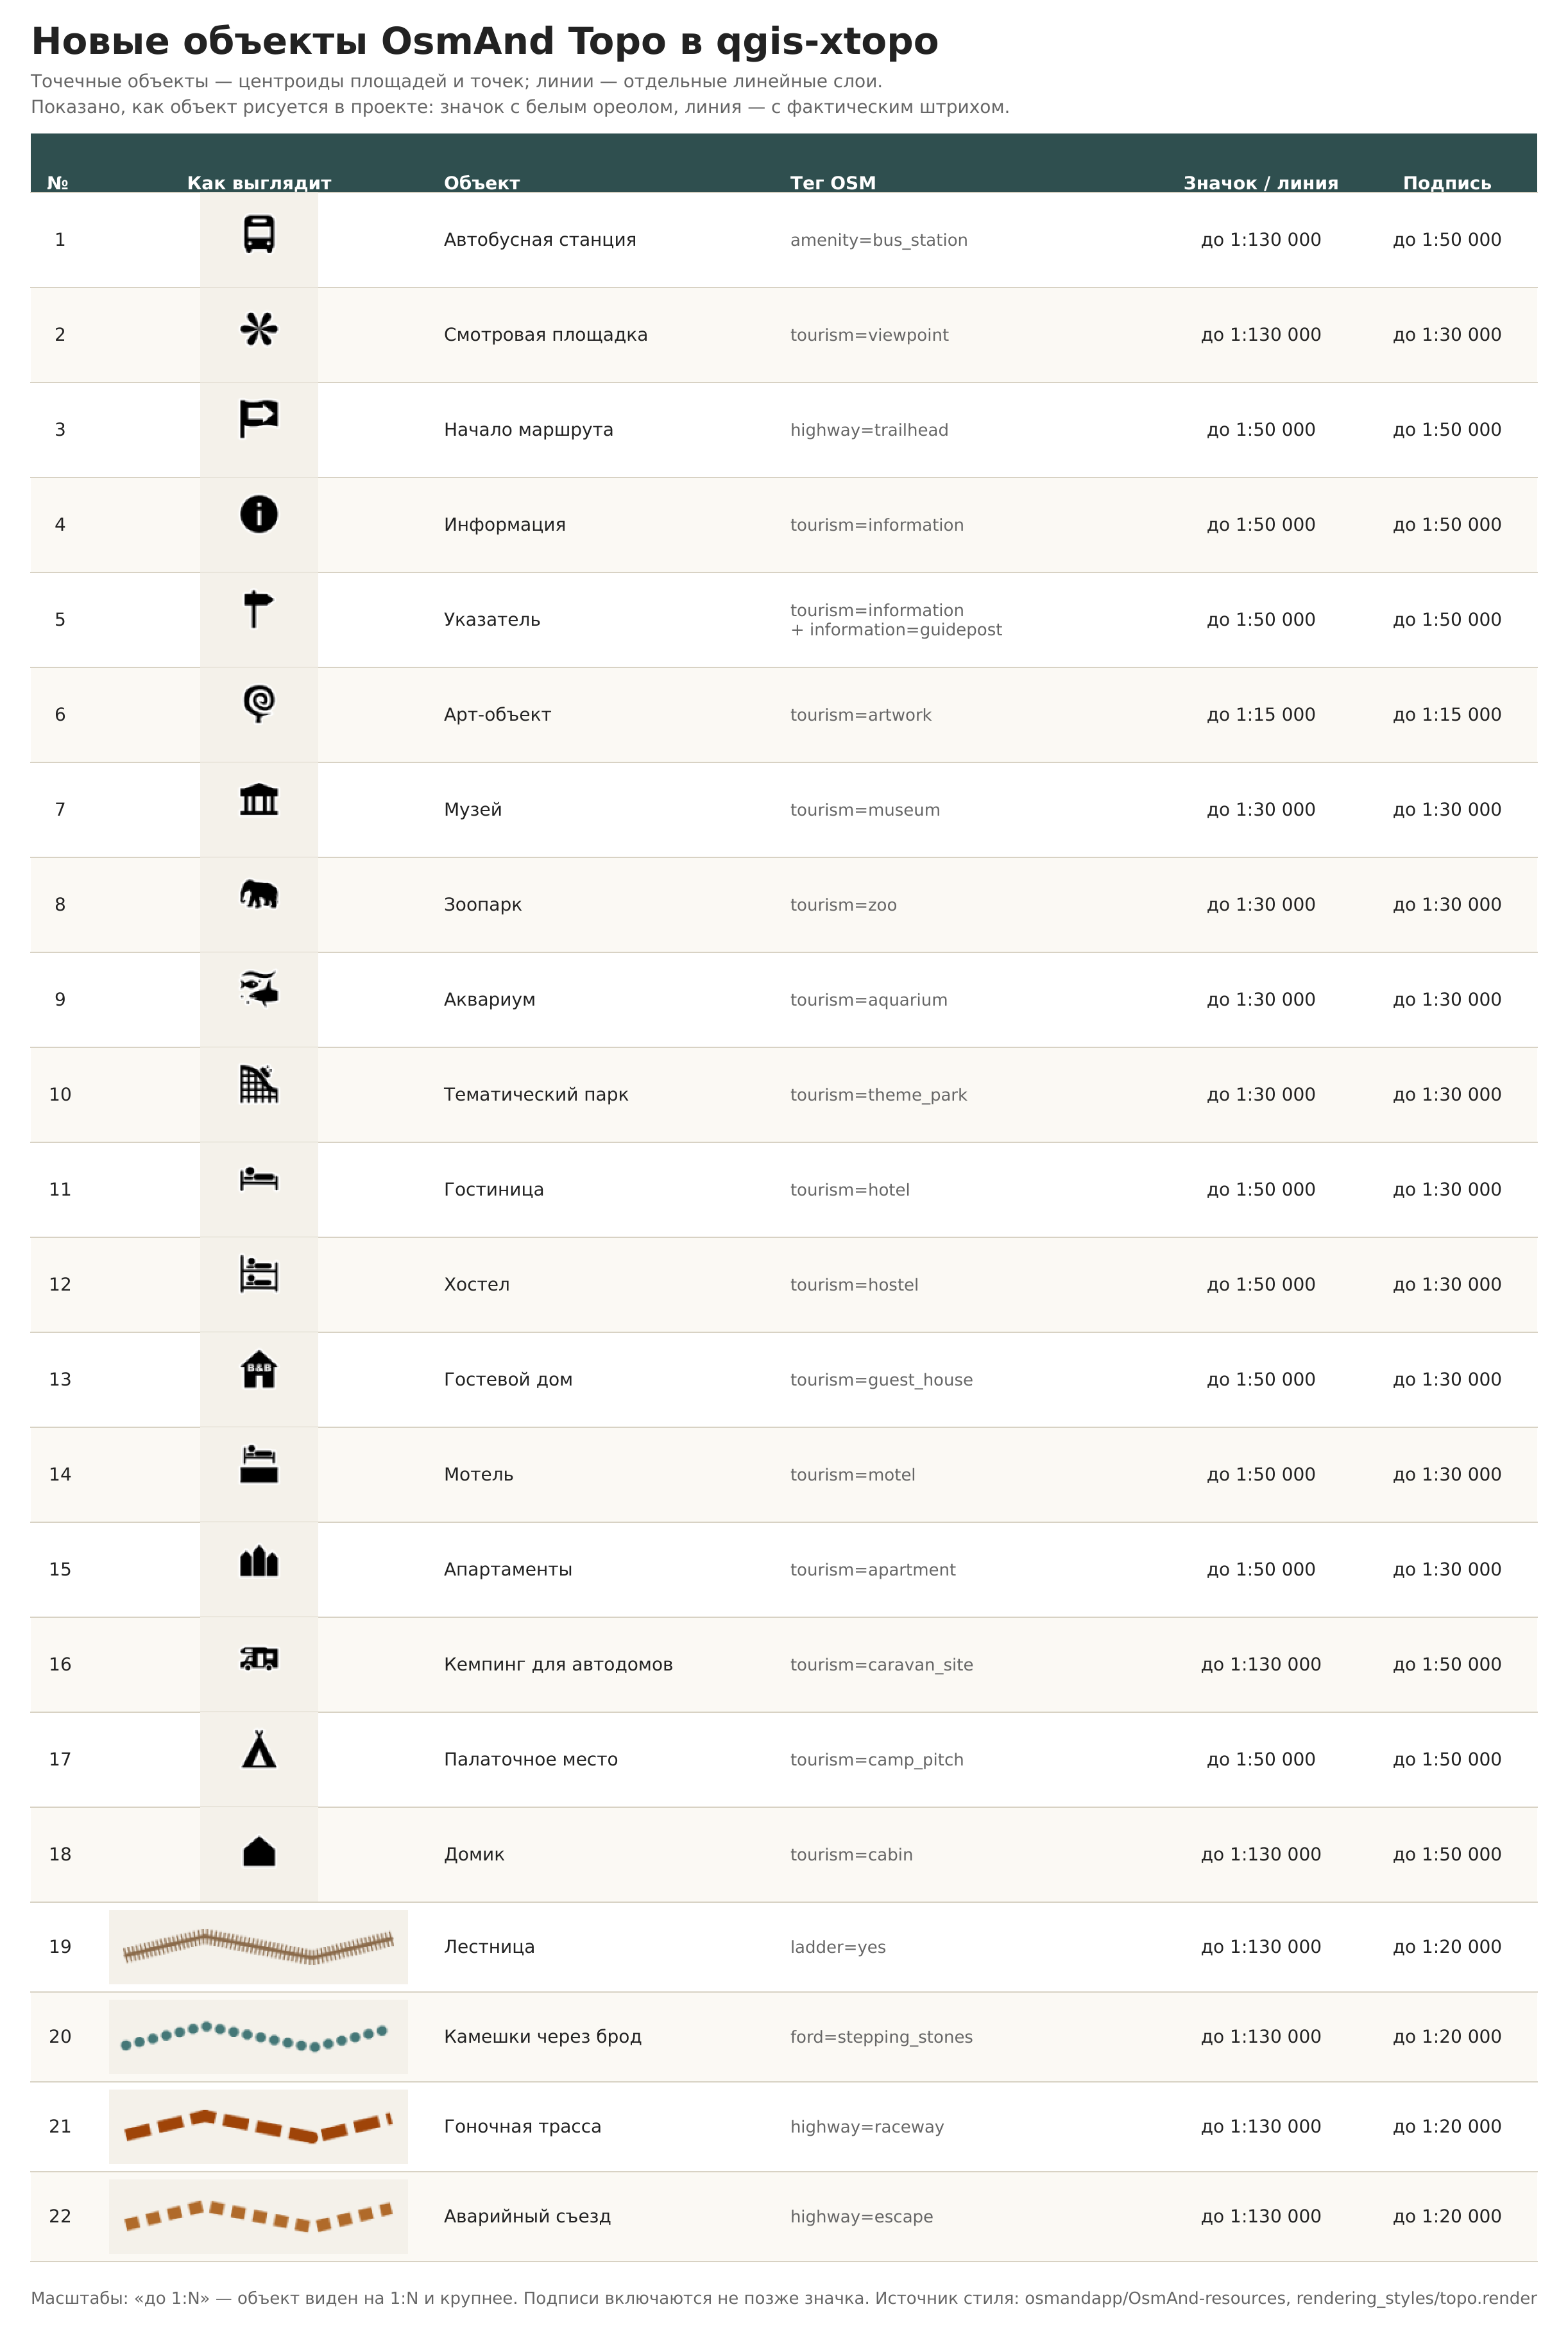 Новые объекты OsmAnd Topo в qgis-xtopo
Точечные объекты — центроиды площадей и точек; линии — отдельные линейные слои.
Показано, как объект рисуется в проекте: значок с белым ореолом, линия — с фактическим штрихом.
№ Как выглядит Объект Тег OSM Значок / линия Подпись
1 Автобусная станция amenity=bus_station до 1:130 000 до 1:50 000
2 Смотровая площадка tourism=viewpoint до 1:130 000 до 1:30 000
3 Начало маршрута highway=trailhead до 1:50 000 до 1:50 000
4 Информация tourism=information до 1:50 000 до 1:50 000
5 Указатель tourism=information
+ information=guidepost до 1:50 000 до 1:50 000
6 Арт-объект tourism=artwork до 1:15 000 до 1:15 000
7 Музей tourism=museum до 1:30 000 до 1:30 000
8 Зоопарк tourism=zoo до 1:30 000 до 1:30 000
9 Аквариум tourism=aquarium до 1:30 000 до 1:30 000
10 Тематический парк tourism=theme_park до 1:30 000 до 1:30 000
11 Гостиница tourism=hotel до 1:50 000 до 1:30 000
12 Хостел tourism=hostel до 1:50 000 до 1:30 000
13 B&B Гостевой дом tourism=guest_house до 1:50 000 до 1:30 000
14 Мотель tourism=motel до 1:50 000 до 1:30 000
15 Апартаменты tourism=apartment до 1:50 000 до 1:30 000
16 Кемпинг для автодомов tourism=caravan_site до 1:130 000 до 1:50 000
17 Палаточное место tourism=camp_pitch до 1:50 000 до 1:50 000
18 Домик tourism=cabin до 1:130 000 до 1:50 000
19 Лестница ladder=yes до 1:130 000 до 1:20 000
20 Камешки через брод ford=stepping_stones до 1:130 000 до 1:20 000
21 Гоночная трасса highway=raceway до 1:130 000 до 1:20 000
22 Аварийный съезд highway=escape до 1:130 000 до 1:20 000
Масштабы: «до 1:N» — объект виден на 1:N и крупнее. Подписи включаются не позже значка. Источник стиля: osmandapp/OsmAnd-resources, rendering_styles/topo.render